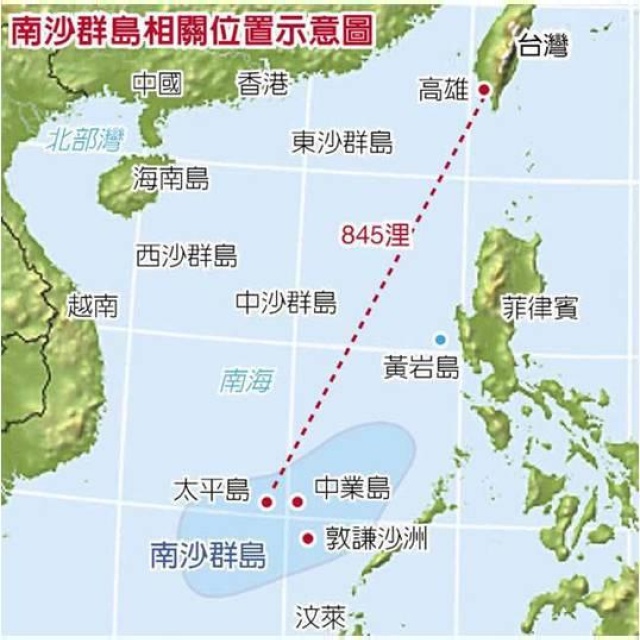 南沙群島相關位置示意圖
台灣
中國
香港
高雄
北部灣
東沙群島
海南島
845浬
西沙群島
越南
中沙群島
菲律賓
黃岩島
南海
太平島
中業島
敦謙沙洲
南沙群島
汶萊